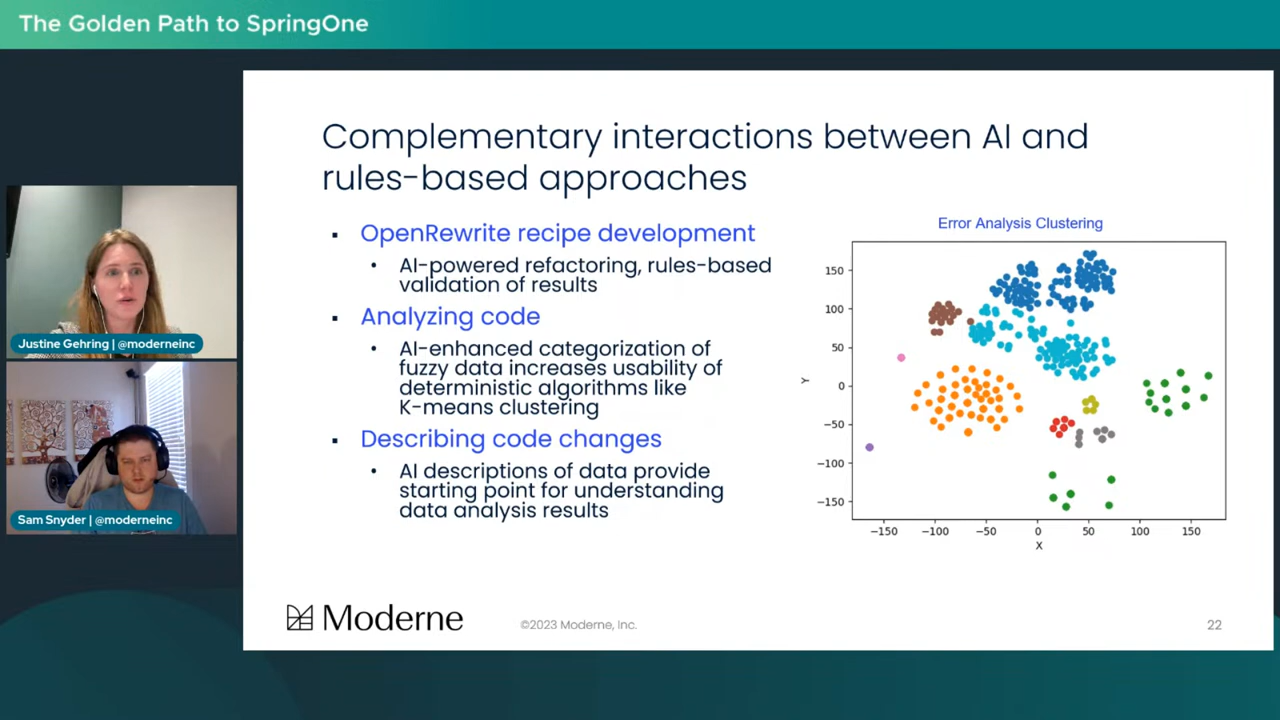 The Golden Path to SpringOne
Justine Gehring | @moderneinc
Sam Snyder | @moderneinc
Complementary interactions between AI and
rules-based approaches
▪ OpenRewrite recipe development
• AI-powered refactoring, rules-based
validation of results
▪ Analyzing code
• AI-enhanced categorization of
fuzzy data increases usability of
deterministic algorithms like
K-means clustering
▪ Describing code changes
• AI descriptions of data provide
starting point for understanding
data analysis results
Error Analysis Clustering
150
100
50
0
−50
−100
−150
Y
−150 −100 −50 0 50 100 150
X
Moderne
©2023 Moderne, Inc.
22